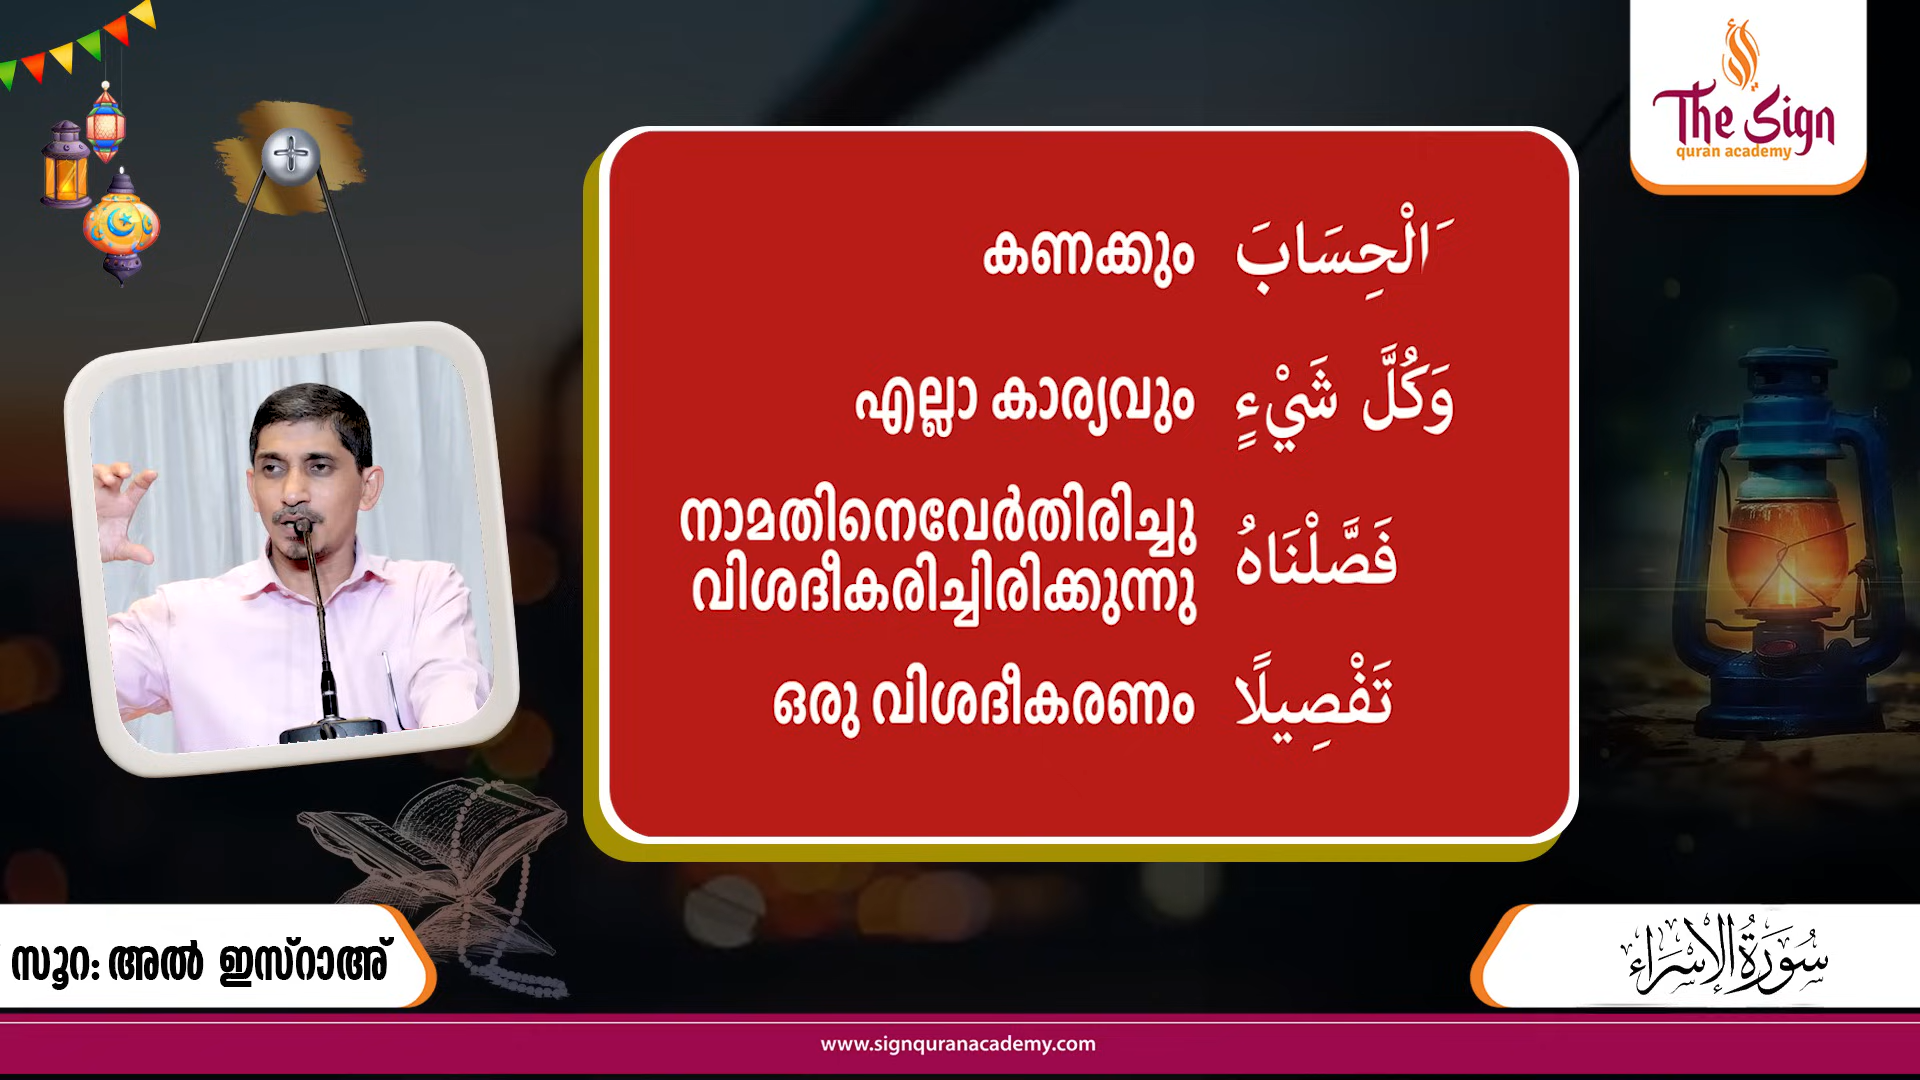 The Sign
quran academy
َالْحِسَابَ കണക്കും
وَكُلَّ شَيْءٍ എല്ലാ കാര്യവും
فَصَّلْنَاهُ നാമതിനെവേർതിരിച്ചു
വിശദീകരിച്ചിരിക്കുന്നു
تَفْصِيلًا ഒരു വിശദീകരണം
സൂറ: അൽ ഇസ്റാഅ്
سُورَةُ الإِسْرَاء
www.signquranacademy.com